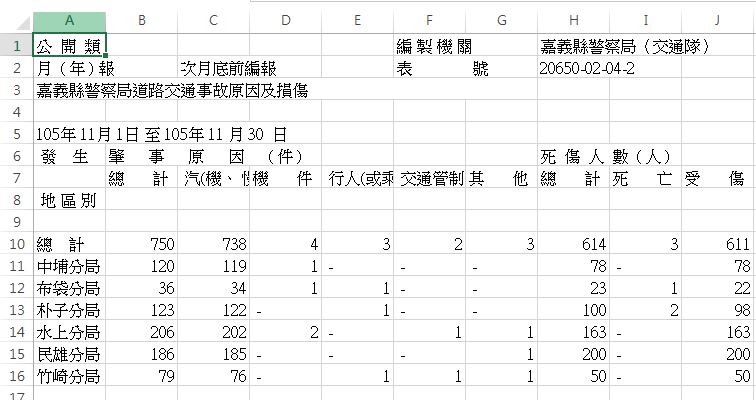 A B C D E F G H I J
1 公 開 類 編 製 機 關 嘉義縣警察局（交通隊）
2 月（年）報 次月底前編報 表 號 20650-02-04-2
3 嘉義縣警察局道路交通事故原因及損傷
4
5 105年 11月 1日 至 105年 11 月 30 日
6 發 生 肇 事 原 因 （件） 死 傷 人 數（人）
7 總 計 汽(機、 機 件 行人(或乘 交通管制 其 他 總 計 死 亡 受 傷
8 地 區 別
9
10 總 計 750 738 4 3 2 3 614 3 611
11 中埔分局 120 119 1 - - - 78 - 78
12 布袋分局 36 34 1 1 - - 23 1 22
13 朴子分局 123 122 - 1 - - 100 2 98
14 水上分局 206 202 2 - 1 1 163 - 163
15 民雄分局 186 185 - - - 1 200 - 200
16 竹崎分局 79 76 - 1 1 1 50 - 50
17